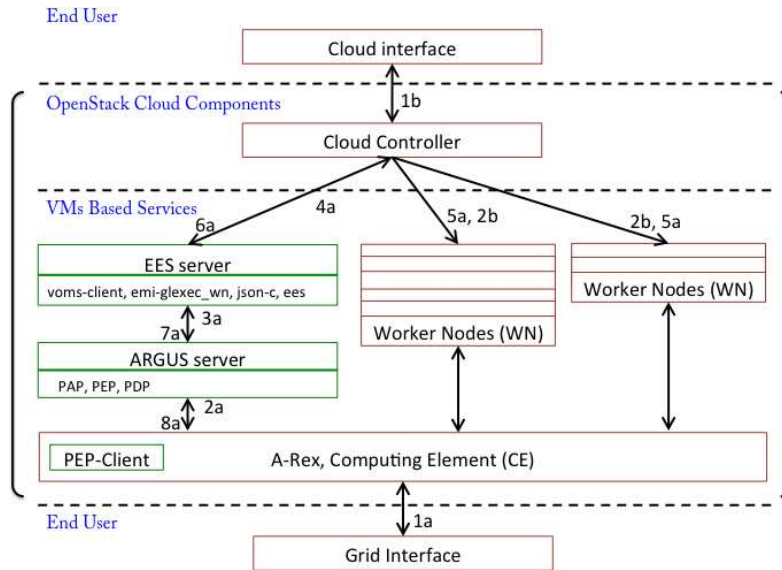 End User
Cloud interface
1b
OpenStack Cloud Components
Cloud Controller
VMs Based Services
4a
6a
5a, 2b
2b, 5a
EES server
voms-client, emi-glexec_wn, json-c, ees
Worker Nodes (WN)
3a
7a
Worker Nodes (WN)
ARGUS server
PAP, PEP, PDP
2a
8a
PEP-Client
A-Rex, Computing Element (CE)
End User
1a
Grid Interface